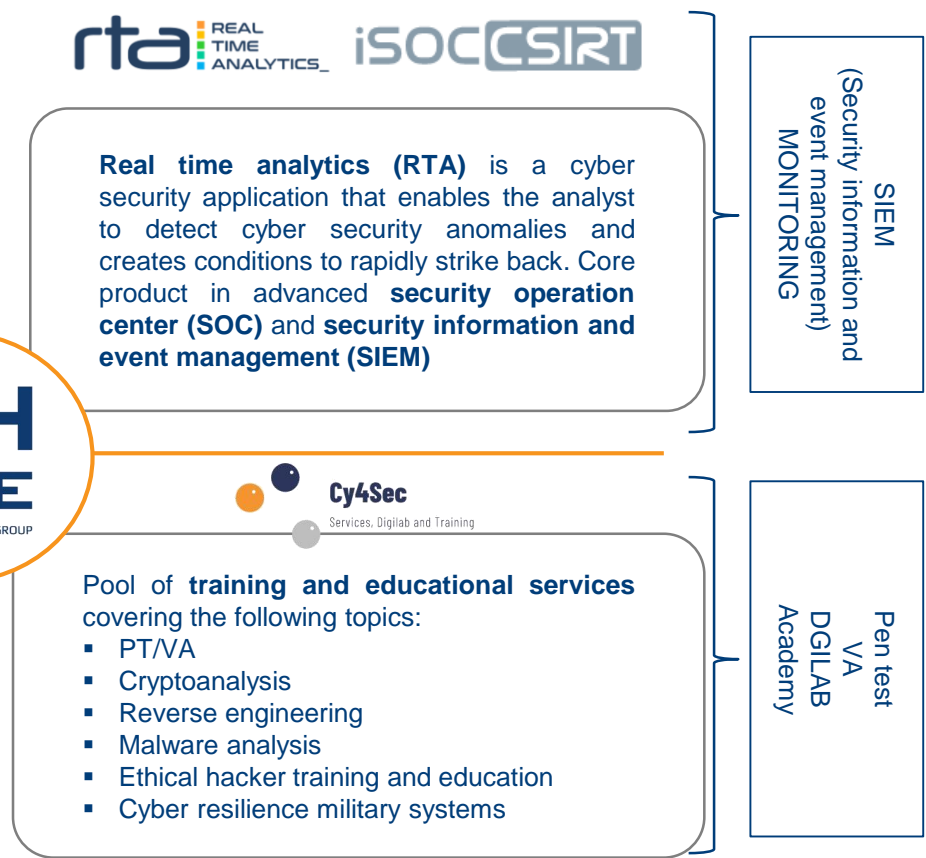 rta REAL TIME ANALYTICS_
iSOC CSIRT
Real time analytics (RTA) is a cyber
security application that enables the analyst
to detect cyber security anomalies and
creates conditions to rapidly strike back. Core
product in advanced security operation
center (SOC) and security information and
event management (SIEM)
SIEM
(Security information and
event management)
MONITORING
H
E
GROUP
Cy4Sec
Services, Digilab and Training
Pool of training and educational services
covering the following topics:
▪ PT/VA
▪ Cryptoanalysis
▪ Reverse engineering
▪ Malware analysis
▪ Ethical hacker training and education
▪ Cyber resilience military systems
Pen test
VA
DGILAB
Academy